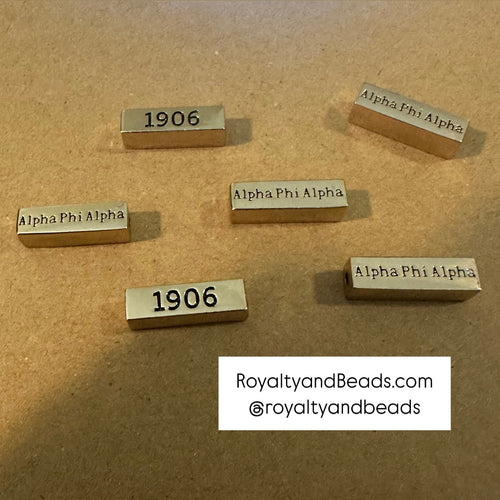 Alpha Phi Alpha
1906
Alpha Phi Alpha
Alpha Phi Alpha
Alpha Phi Alpha
1906
RoyaltyandBeads.com
@royaltyandbeads